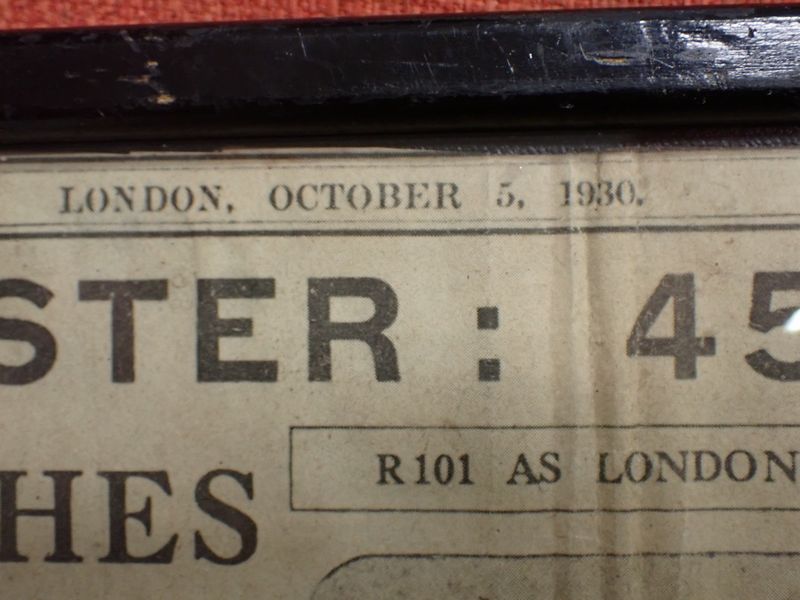 LONDON, OCTOBER 5, 1930.
STER : 45
R101 AS LONDON
HES